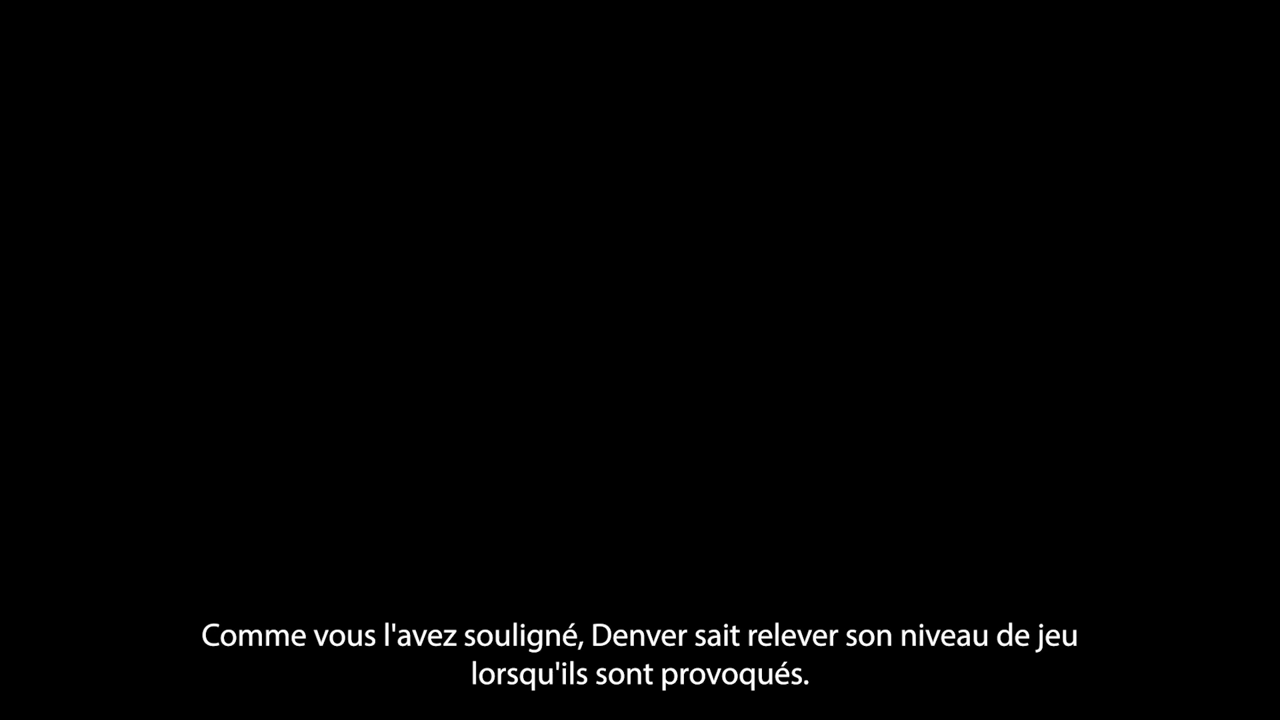 Comme vous l'avez souligné, Denver sait relever son niveau de jeu
lorsqu'ils sont provoqués.